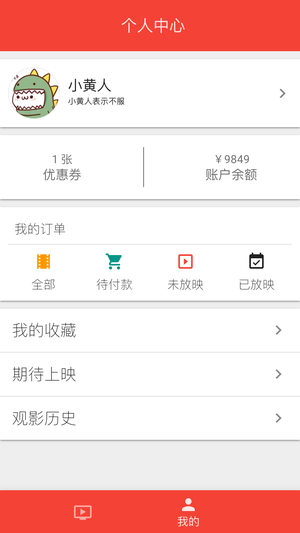 个人中心
小黄人
小黄人表示不服
1 张
优惠券
¥9849
账户余额
我的订单
全部
待付款
未放映
已放映
我的收藏
期待上映
观影历史
我的